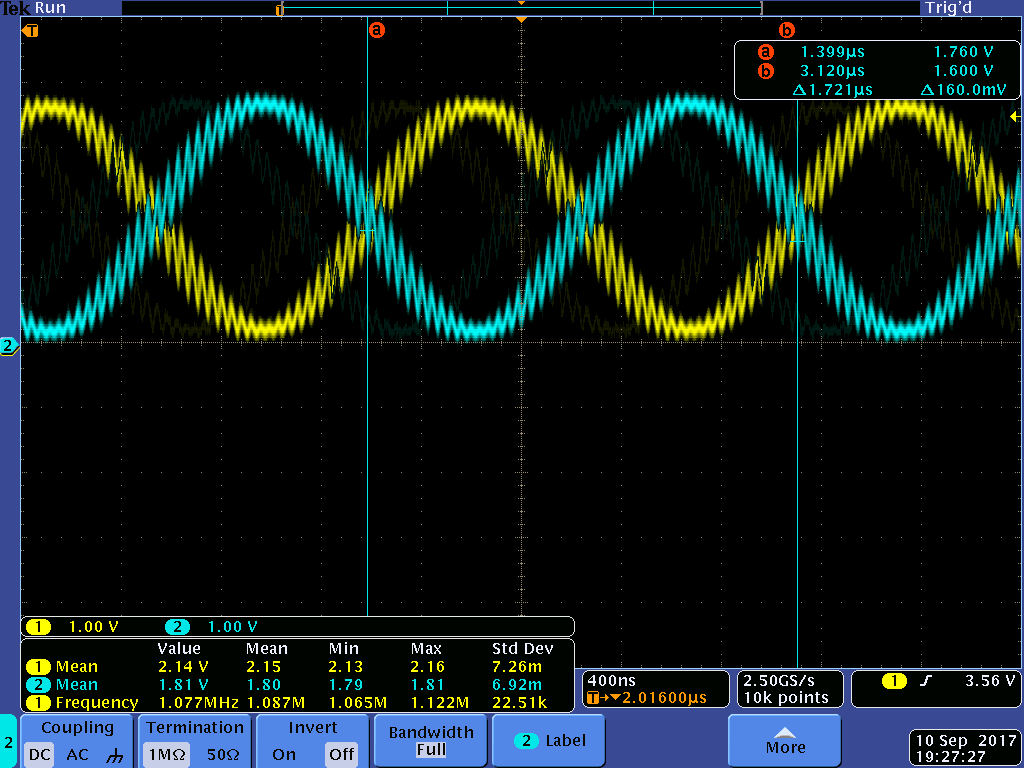 Tek Run Trig'd
T
a b
a 1.399µs 1.760 V
b 3.120µs 1.600 V
Δ1.721µs Δ160.0mV
2
1 1.00 V 2 1.00 V
Value Mean Min Max Std Dev
1 Mean 2.14 V 2.15 2.13 2.16 7.26m
2 Mean 1.81 V 1.80 1.79 1.81 6.92m
1 Frequency 1.077MHz 1.087M 1.065M 1.122M 22.51k
400ns
T→▼2.01600µs
2.50GS/s
10k points
1 3.56 V
2
Coupling
DC AC
Termination
1MΩ 50Ω
Invert
On Off
Bandwidth
Full
2 Label
More
10 Sep 2017
19:27:27